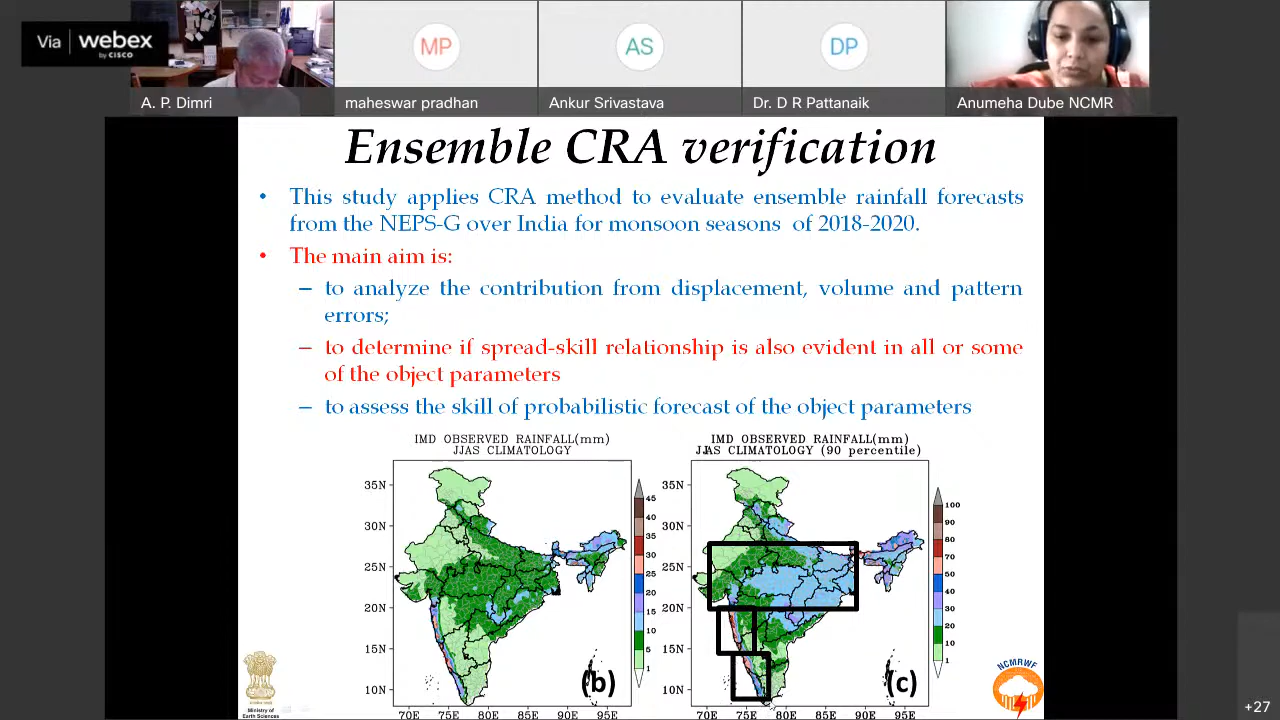 Via webex
by CISCO
MP
AS
DP
A. P. Dimri
maheswar pradhan
Ankur Srivastava
Dr. D R Pattanaik
Anumeha Dube NCMR
Ensemble CRA verification
• This study applies CRA method to evaluate ensemble rainfall forecasts
from the NEPS-G over India for monsoon seasons of 2018-2020.
• The main aim is:
– to analyze the contribution from displacement, volume and pattern
errors;
– to determine if spread-skill relationship is also evident in all or some
of the object parameters
– to assess the skill of probabilistic forecast of the object parameters
IMD OBSERVED RAINFALL(mm)
JJAS CLIMATOLOGY
35N
30N
25N
20N
15N
10N
70E 75E 80E 85E 90E 95E
45
40
35
30
25
20
15
10
5
1
(b)
IMD OBSERVED RAINFALL(mm)
JJAS CLIMATOLOGY (90 percentile)
35N
30N
25N
20N
15N
10N
70E 75E 80E 85E 90E 95E
100
90
80
70
50
40
30
20
10
1
(c)
Ministry of
Earth Sciences
NCMRWF
+27